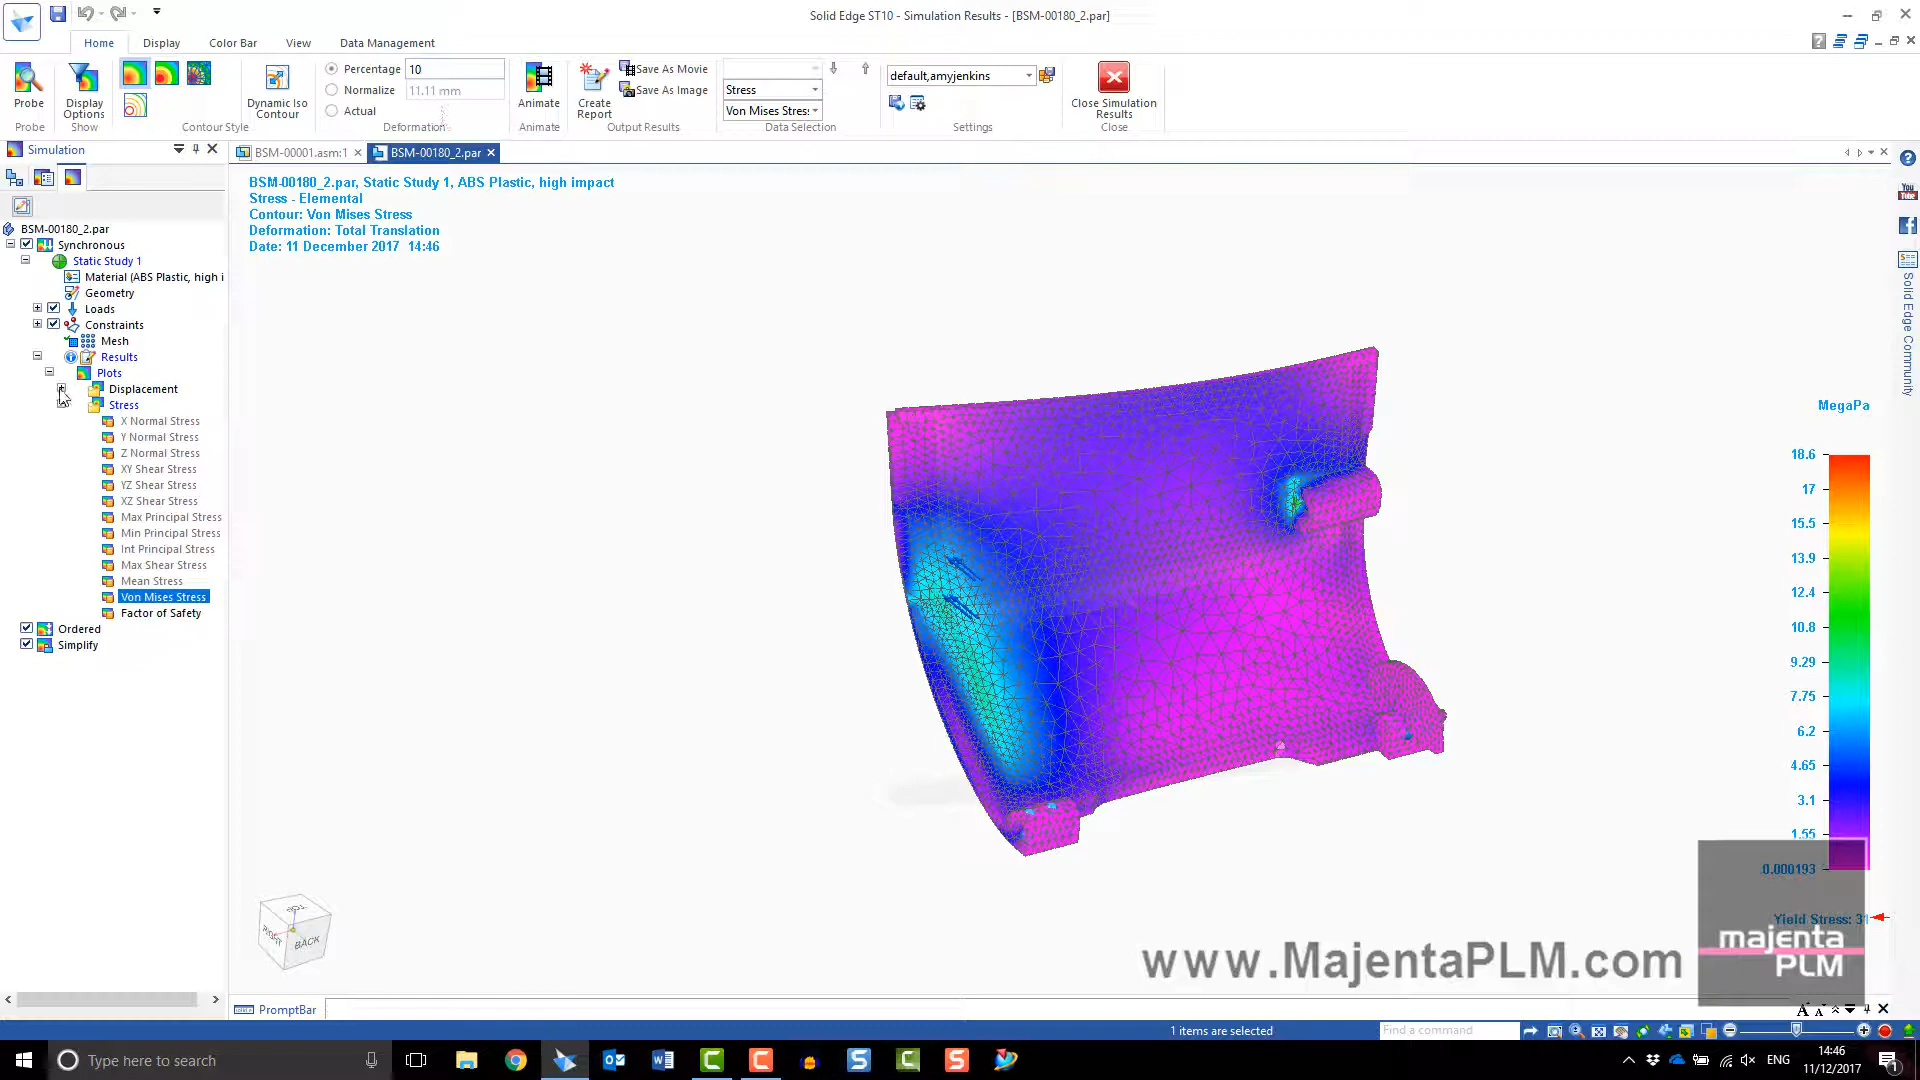 Solid Edge ST10 - Simulation Results - [BSM-00180_2.par]
Home
Display
Color Bar
View
Data Management
Probe
Display Options
Dynamic Iso Contour
Percentage
10
Normalize
11.11 mm
Actual
Animate
Create Report
Save As Movie
Save As Image
Stress
Von Mises Stres:
default,amyjenkins
Close Simulation Results
Probe
Show
Contour Style
Deformation
Animate
Output Results
Data Selection
Settings
Close
Simulation
BSM-00001.asm:1
BSM-00180_2.par
BSM-00180_2.par, Static Study 1, ABS Plastic, high impact
Stress - Elemental
Contour: Von Mises Stress
Deformation: Total Translation
Date: 11 December 2017 14:46
BSM-00180_2.par
Synchronous
Static Study 1
Material (ABS Plastic, high i
Geometry
Loads
Constraints
Mesh
Results
Plots
Displacement
Stress
X Normal Stress
Y Normal Stress
Z Normal Stress
XY Shear Stress
YZ Shear Stress
XZ Shear Stress
Max Principal Stress
Min Principal Stress
Int Principal Stress
Max Shear Stress
Mean Stress
Von Mises Stress
Factor of Safety
Ordered
Simplify
MegaPa
18.6
17
15.5
13.9
12.4
10.8
9.29
7.75
6.2
4.65
3.1
1.55
0.000193
Yield Stress: 31
You Tube
Solid Edge Community
TOP
RIGHT
BACK
www.MajentaPLM.com
majenta
PLM
PromptBar
1 items are selected
Find a command
Type here to search
ENG
14:46
11/12/2017